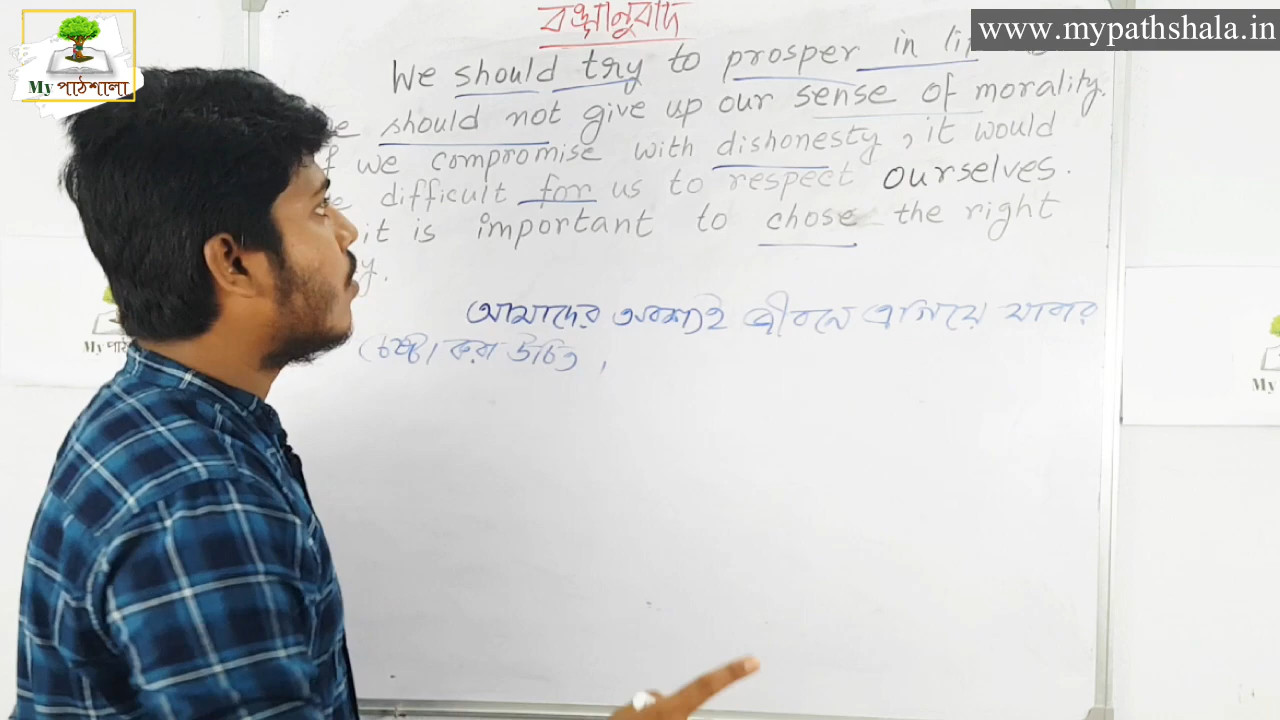 www.mypathshala.in
My পাঠশালা
বঙ্গানুবাদ
We should try to prosper in
should not give up our sense of morality.
we compromise with dishonesty, it would
difficult for us to respect ourselves.
it is important to chose the right
আমাদের অবশ্যই জীবনে এগিয়ে যাবার
চেষ্টা করা উচিত,
My
My